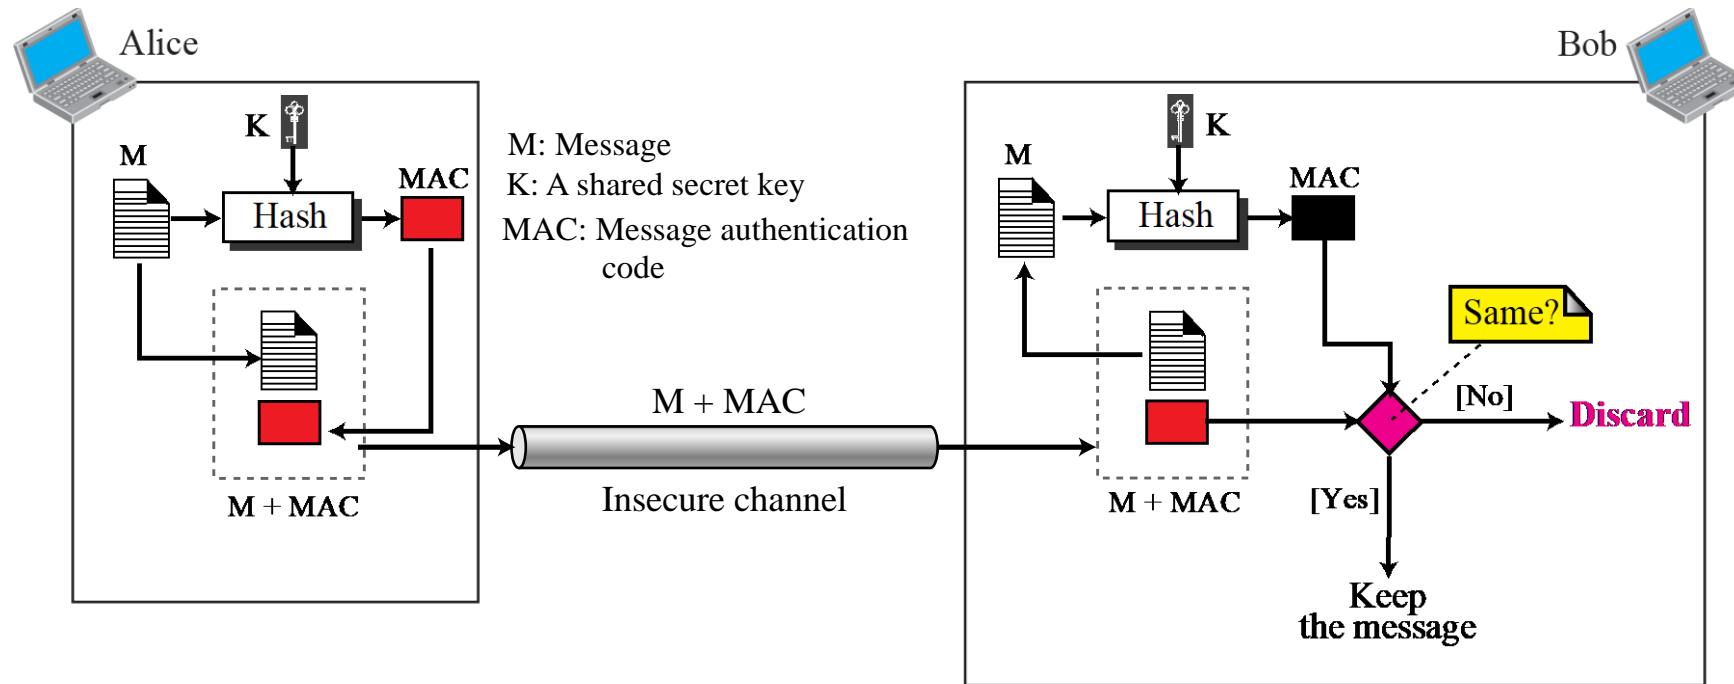 Alice
Bob
K
M
MAC
Hash
M + MAC
M: Message
K: A shared secret key
MAC: Message authentication
code
M + MAC
Insecure channel
K
M
MAC
Hash
Same?
M + MAC
[No]
Discard
[Yes]
Keep
the message